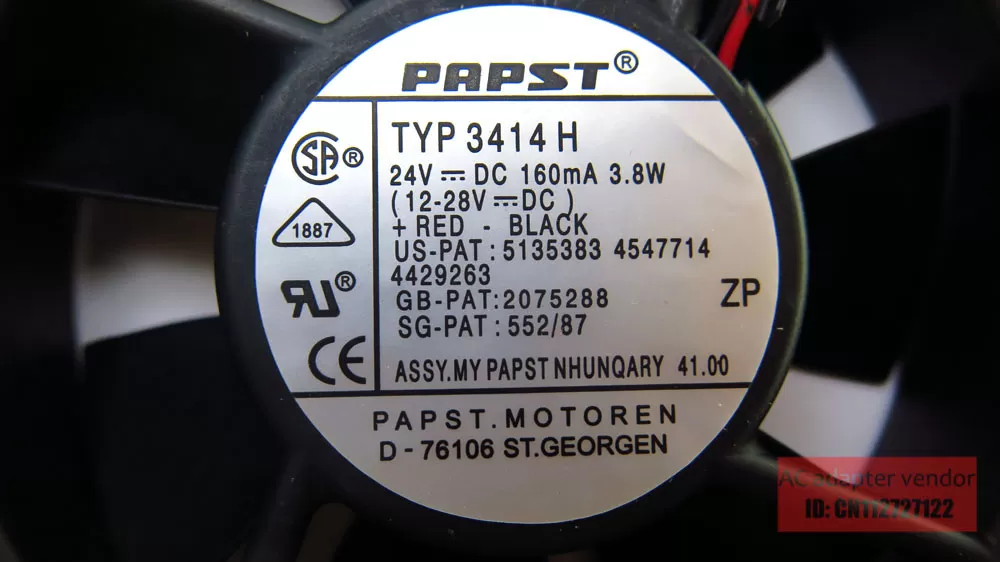 PAPST®
TYP 3414 H
24V ⎓ DC 160mA 3.8W
(12-28V ⎓ DC)
+ RED - BLACK
US-PAT : 5135383 4547714
4429263
GB-PAT:2075288
SG-PAT : 552/87
ZP
ASSY.MY PAPST NHUNQARY 41.00
SA ®
1887
RU ®
CE
PAPST.MOTOREN
D - 76106 ST.GEORGEN
AC adapter vendor
ID: CN112727122